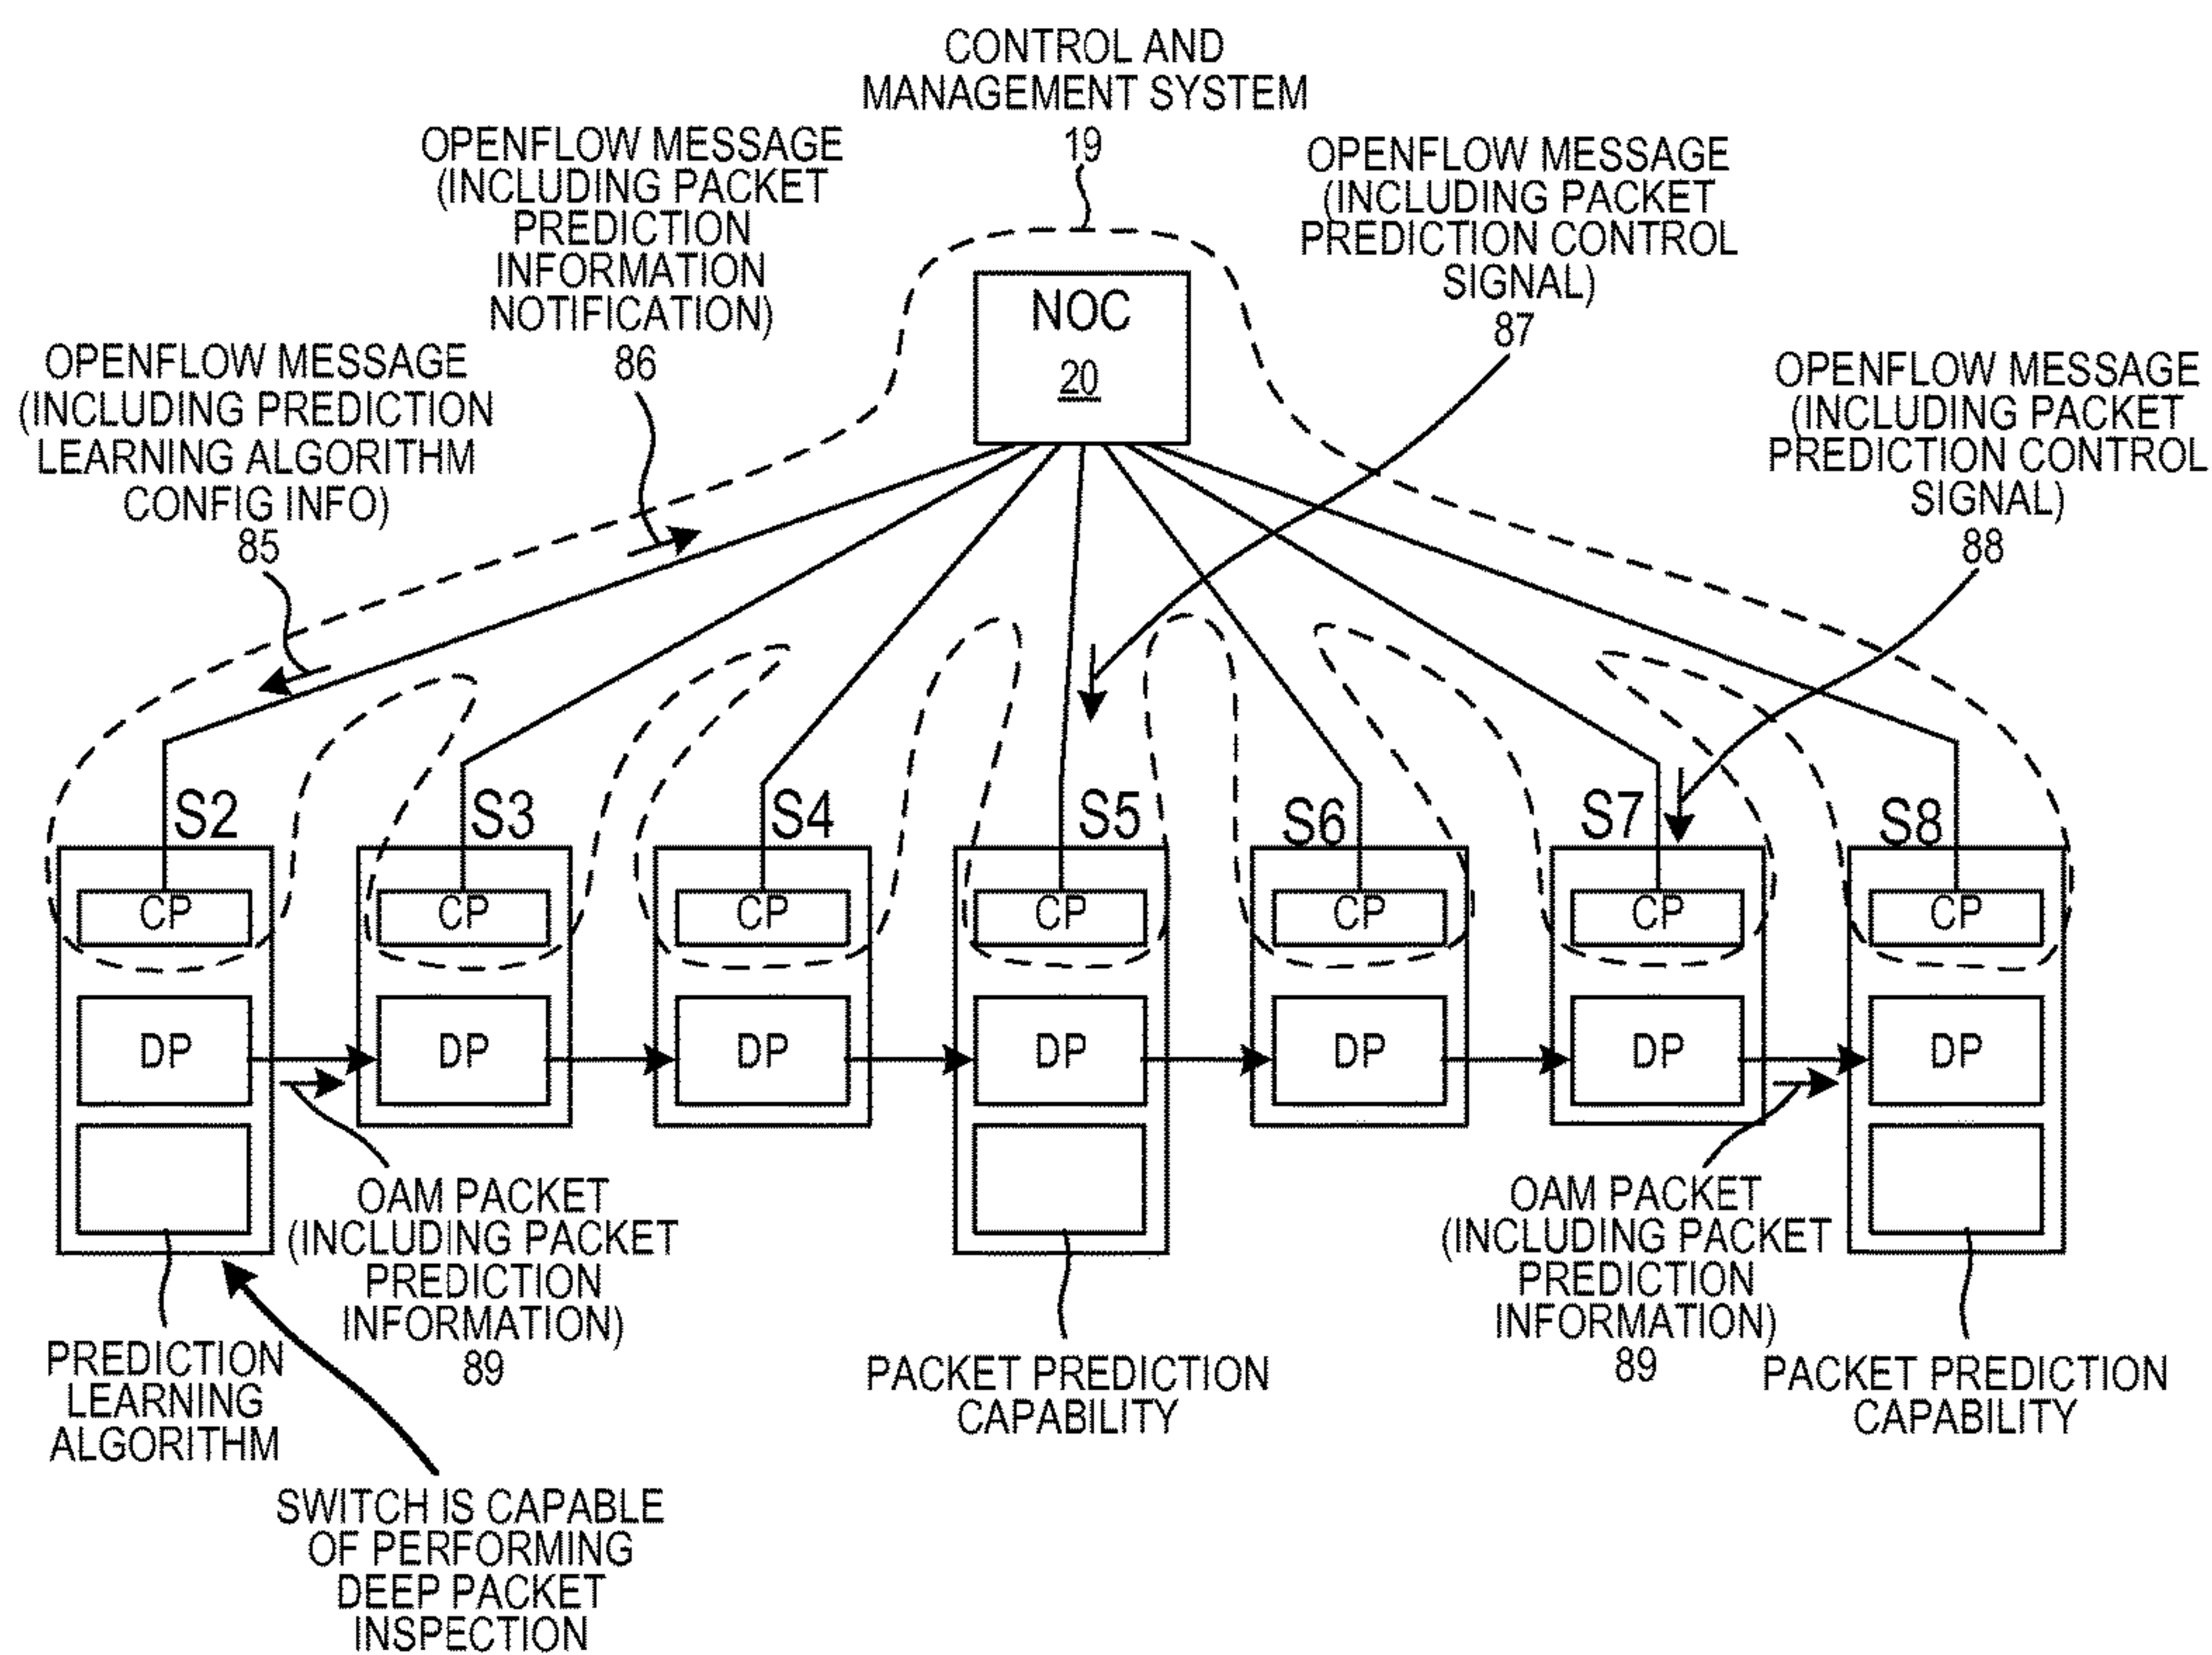 CONTROL AND
MANAGEMENT SYSTEM
19
OPENFLOW MESSAGE
(INCLUDING PACKET
PREDICTION
INFORMATION
NOTIFICATION)
86
OPENFLOW MESSAGE
(INCLUDING PACKET
PREDICTION CONTROL
SIGNAL)
87
OPENFLOW MESSAGE
(INCLUDING PREDICTION
LEARNING ALGORITHM
CONFIG INFO)
85
NOC
20
OPENFLOW MESSAGE
(INCLUDING PACKET
PREDICTION CONTROL
SIGNAL)
88
S2
S3
S4
S5
S6
S7
S8
CP
CP
CP
CP
CP
CP
CP
DP
DP
DP
DP
DP
DP
DP
OAM PACKET
(INCLUDING PACKET
PREDICTION
INFORMATION)
89
OAM PACKET
(INCLUDING PACKET
PREDICTION
INFORMATION)
89
PREDICTION
LEARNING
ALGORITHM
PACKET PREDICTION
CAPABILITY
PACKET PREDICTION
CAPABILITY
SWITCH IS CAPABLE
OF PERFORMING
DEEP PACKET
INSPECTION